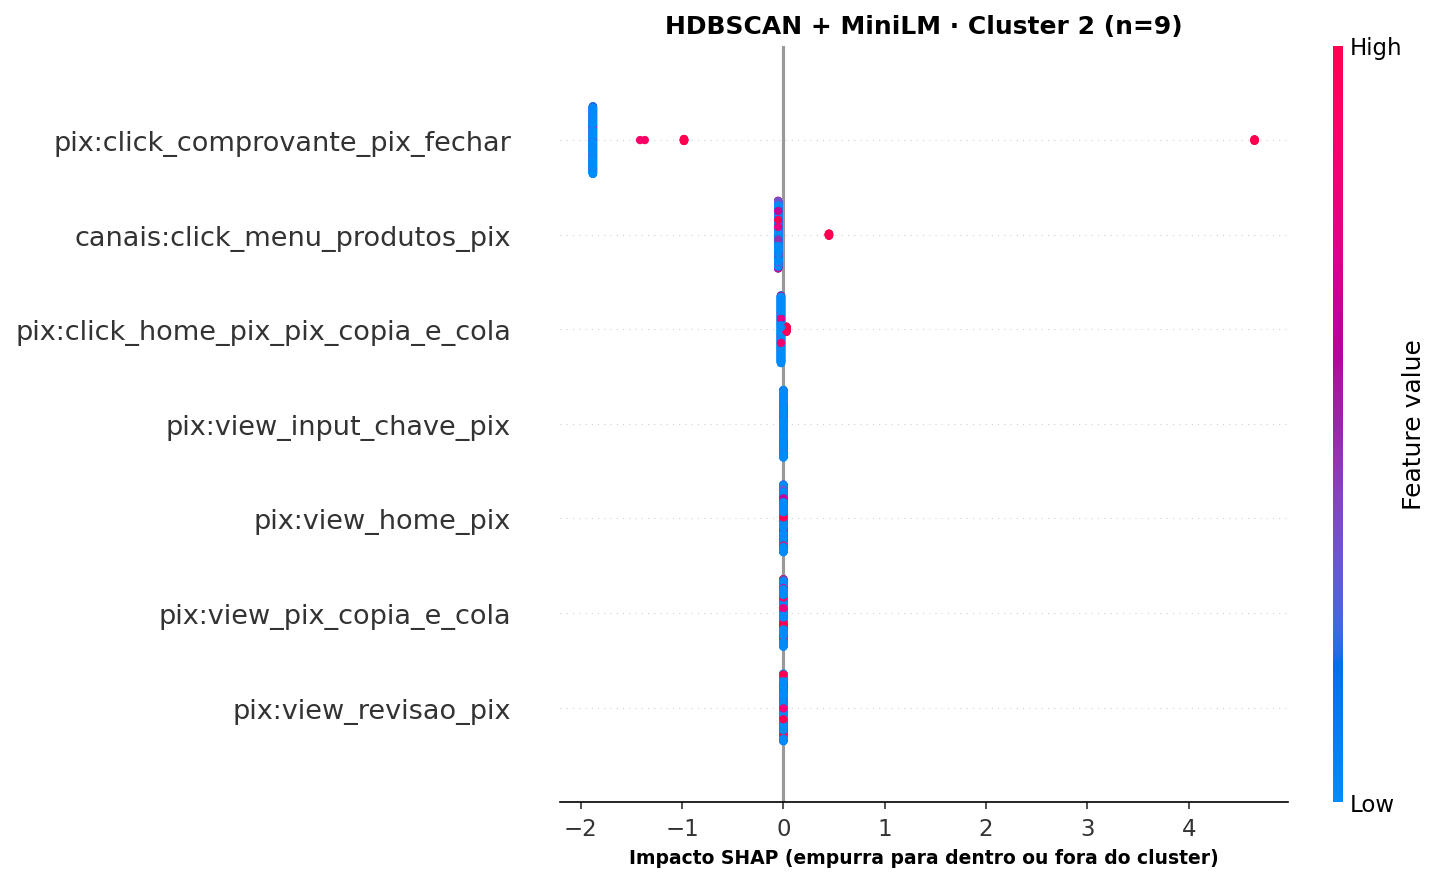 HDBSCAN + MiniLM · Cluster 2 (n=9)
High
pix:click_comprovante_pix_fechar
canais:click_menu_produtos_pix
pix:click_home_pix_pix_copia_e_cola
pix:view_input_chave_pix
pix:view_home_pix
pix:view_pix_copia_e_cola
pix:view_revisao_pix
Feature value
Low
−2 −1 0 1 2 3 4
Impacto SHAP (empurra para dentro ou fora do cluster)